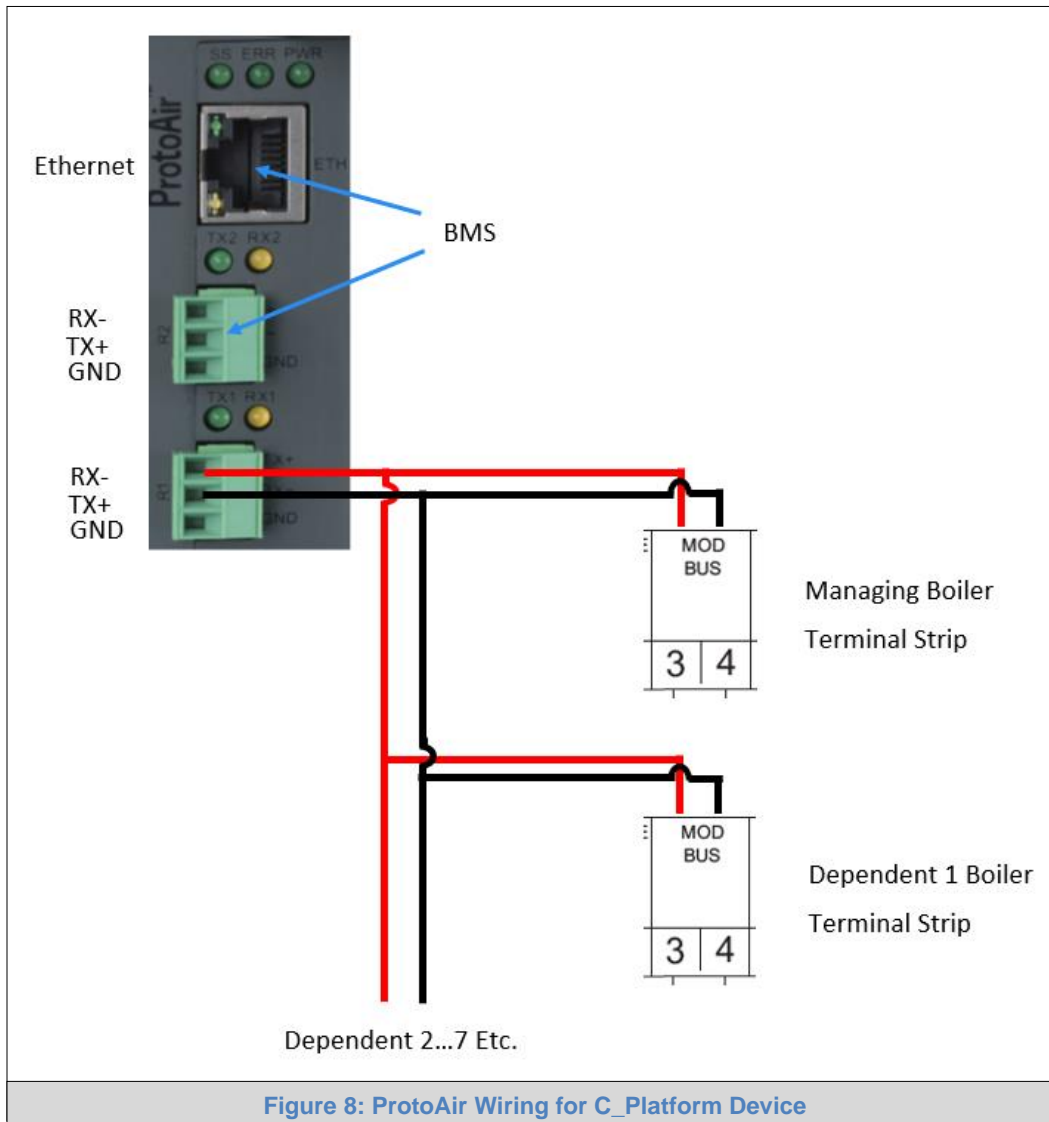 SS ERR PWR
ProtoAir
Ethernet
ETH
BMS
TX2 RX2
RX-
TX+
GND
R2
-
GND
TX1 RX1
RX-
TX+
GND
R1
TX+
GND
MOD
BUS
3 4
Managing Boiler
Terminal Strip
MOD
BUS
3 4
Dependent 1 Boiler
Terminal Strip
Dependent 2...7 Etc.
Figure 8: ProtoAir Wiring for C_Platform Device